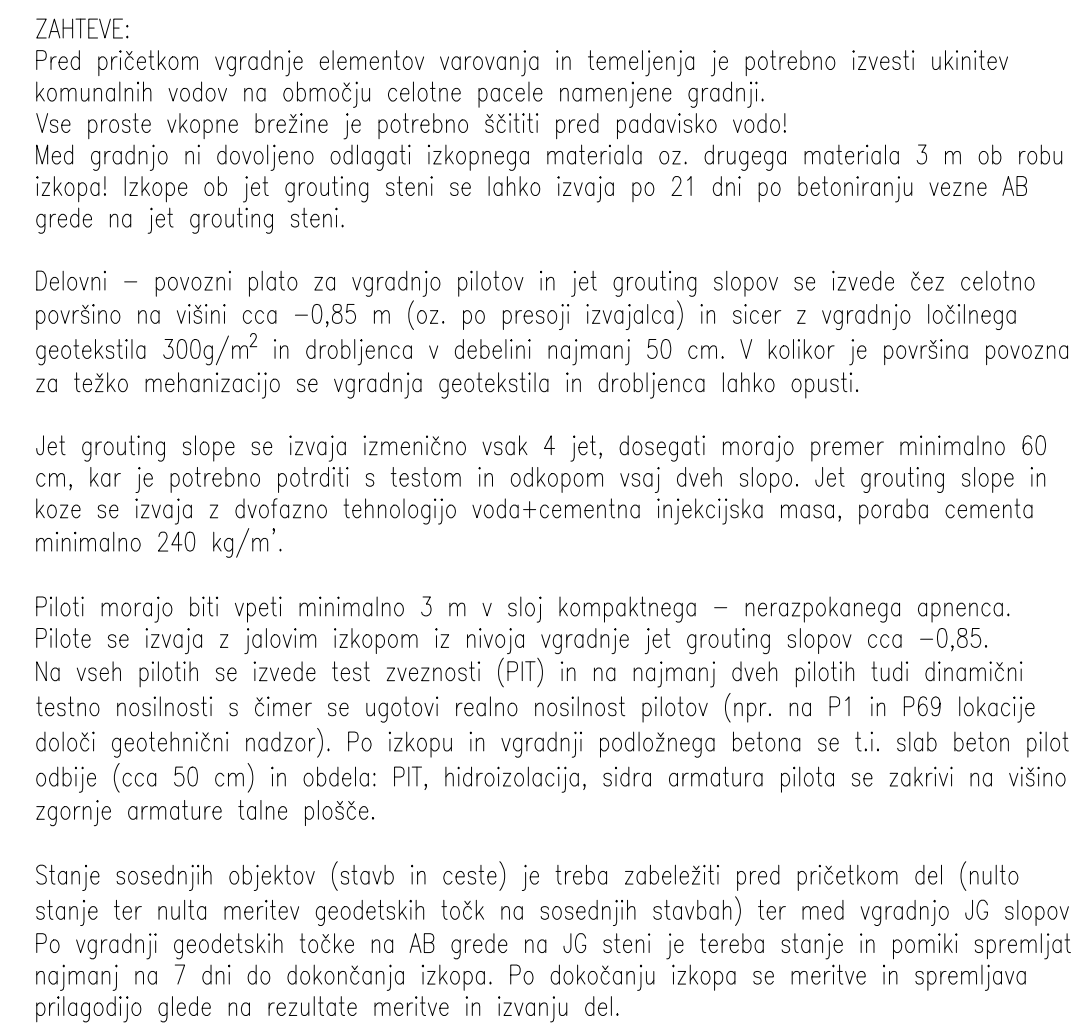 ZAHTEVE:
Pred pričetkom vgradnje elementov varovanja in temeljenja je potrebno izvesti ukinitev
komunalnih vodov na območju celotne pacele namenjene gradnji.
Vse proste vkopne brežine je potrebno ščititi pred padavisko vodo!
Med gradnjo ni dovoljeno odlagati izkopnega materiala oz. drugega materiala 3 m ob robu
izkopa! Izkope ob jet grouting steni se lahko izvaja po 21 dni po betoniranju vezne AB
grede na jet grouting steni.

Delovni – povozni plato za vgradnjo pilotov in jet grouting slopov se izvede čez celotno
površino na višini cca –0,85 m (oz. po presoji izvajalca) in sicer z vgradnjo ločilnega
geotekstila 300g/m² in drobljenca v debelini najmanj 50 cm. V kolikor je površina povozna
za težko mehanizacijo se vgradnja geotekstila in drobljenca lahko opusti.

Jet grouting slope se izvaja izmenično vsak 4 jet, dosegati morajo premer minimalno 60
cm, kar je potrebno potrditi s testom in odkopom vsaj dveh slopo. Jet grouting slope in
koze se izvaja z dvofazno tehnologijo voda+cementna injekcijska masa, poraba cementa
minimalno 240 kg/m'.

Piloti morajo biti vpeti minimalno 3 m v sloj kompaktnega – nerazpokanega apnenca.
Pilote se izvaja z jalovim izkopom iz nivoja vgradnje jet grouting slopov cca –0,85.
Na vseh pilotih se izvede test zveznosti (PIT) in na najmanj dveh pilotih tudi dinamični
testno nosilnosti s čimer se ugotovi realno nosilnost pilotov (npr. na P1 in P69 lokacije
določi geotehnični nadzor). Po izkopu in vgradnji podložnega betona se t.i. slab beton pilot
odbije (cca 50 cm) in obdela: PIT, hidroizolacija, sidra armatura pilota se zakrivi na višino
zgornje armature talne plošče.

Stanje sosednjih objektov (stavb in ceste) je treba zabeležiti pred pričetkom del (nulto
stanje ter nulta meritev geodetskih točk na sosednjih stavbah) ter med vgradnjo JG slopov
Po vgradnji geodetskih točke na AB grede na JG steni je tereba stanje in pomiki spremljat
najmanj na 7 dni do dokončanja izkopa. Po dokočanju izkopa se meritve in spremljava
prilagodijo glede na rezultate meritve in izvanju del.